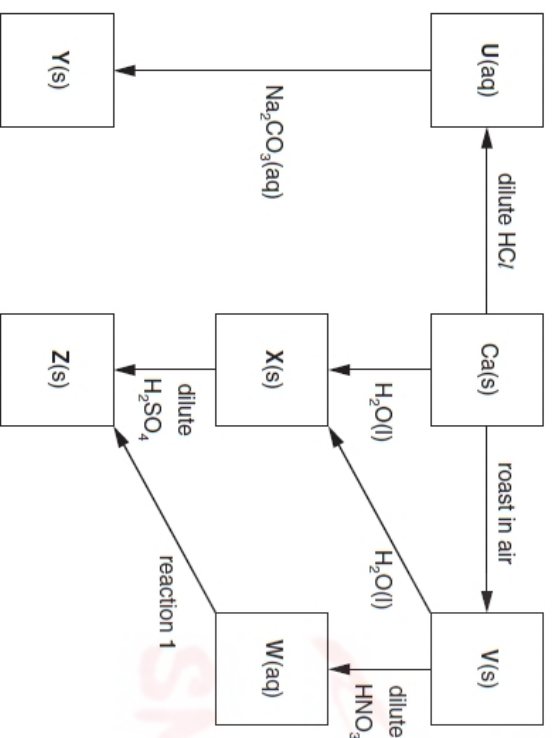 U(aq)
dilute HCl
Ca(s)
roast in air
V(s)
Na₂CO₃(aq)
H₂O(l)
H₂O(l)
dilute
HNO₃
X(s)
W(aq)
dilute
H₂SO₄
reaction 1
Y(s)
Z(s)